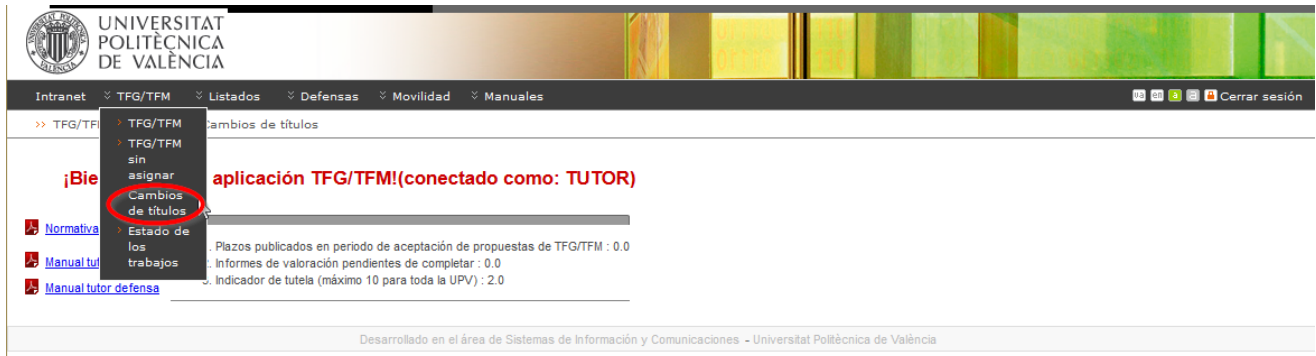 UNIVERSITAT
POLITÈCNICA
DE VALÈNCIA
Intranet TFG/TFM Listados Defensas Movilidad Manuales va en a a Cerrar sesión
>> TFG/TF Cambios de títulos
> TFG/TFM
> TFG/TFM
sin
asignar
Cambios
de títulos
> Estado de
los
trabajos
¡Bie aplicación TFG/TFM!(conectado como: TUTOR)
Normativa
Manual tut
Manual tutor defensa
. Plazos publicados en periodo de aceptación de propuestas de TFG/TFM : 0.0
2. Informes de valoración pendientes de completar : 0.0
3. Indicador de tutela (máximo 10 para toda la UPV) : 2.0
Desarrollado en el área de Sistemas de Información y Comunicaciones - Universitat Politècnica de València